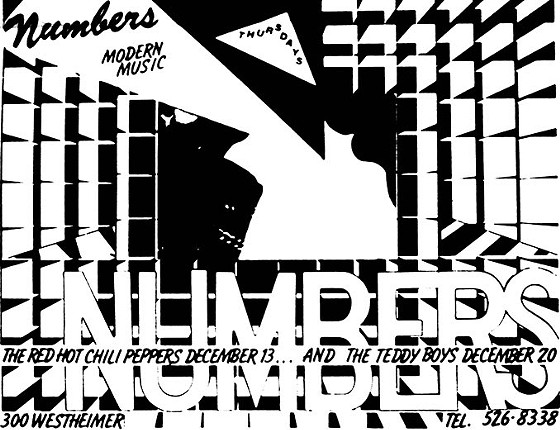 Numbers
MODERN
MUSIC
THURSDAYS
NUMBERS
THE RED HOT CHILI PEPPERS DECEMBER 13... AND THE TEDDY BOYS DECEMBER 20
300 WESTHEIMER
TEL. 526-8338